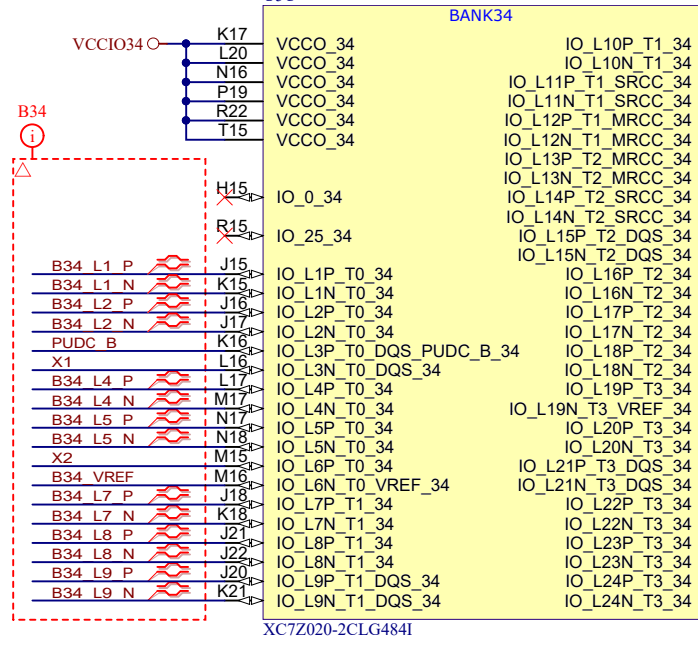 BANK34
VCCIO34
K17 VCCO_34 IO_L10P_T1_34
L20 VCCO_34 IO_L10N_T1_34
N16 VCCO_34 IO_L11P_T1_SRCC_34
P19 VCCO_34 IO_L11N_T1_SRCC_34
R22 VCCO_34 IO_L12P_T1_MRCC_34
T15 VCCO_34 IO_L12N_T1_MRCC_34
IO_L13P_T2_MRCC_34
IO_L13N_T2_MRCC_34
B34
i
H15 IO_0_34 IO_L14P_T2_SRCC_34
IO_L14N_T2_SRCC_34
R15 IO_25_34 IO_L15P_T2_DQS_34
IO_L15N_T2_DQS_34
B34_L1_P J15 IO_L1P_T0_34 IO_L16P_T2_34
B34_L1_N K15 IO_L1N_T0_34 IO_L16N_T2_34
B34_L2_P J16 IO_L2P_T0_34 IO_L17P_T2_34
B34_L2_N J17 IO_L2N_T0_34 IO_L17N_T2_34
PUDC_B K16 IO_L3P_T0_DQS_PUDC_B_34 IO_L18P_T2_34
X1 L16 IO_L3N_T0_DQS_34 IO_L18N_T2_34
B34_L4_P L17 IO_L4P_T0_34 IO_L19P_T3_34
B34_L4_N M17 IO_L4N_T0_34 IO_L19N_T3_VREF_34
B34_L5_P N17 IO_L5P_T0_34 IO_L20P_T3_34
B34_L5_N N18 IO_L5N_T0_34 IO_L20N_T3_34
X2 M15 IO_L6P_T0_34 IO_L21P_T3_DQS_34
B34_VREF M16 IO_L6N_T0_VREF_34 IO_L21N_T3_DQS_34
B34_L7_P J18 IO_L7P_T1_34 IO_L22P_T3_34
B34_L7_N K18 IO_L7N_T1_34 IO_L22N_T3_34
B34_L8_P J21 IO_L8P_T1_34 IO_L23P_T3_34
B34_L8_N J22 IO_L8N_T1_34 IO_L23N_T3_34
B34_L9_P J20 IO_L9P_T1_DQS_34 IO_L24P_T3_34
B34_L9_N K21 IO_L9N_T1_DQS_34 IO_L24N_T3_34
XC7Z020-2CLG484I